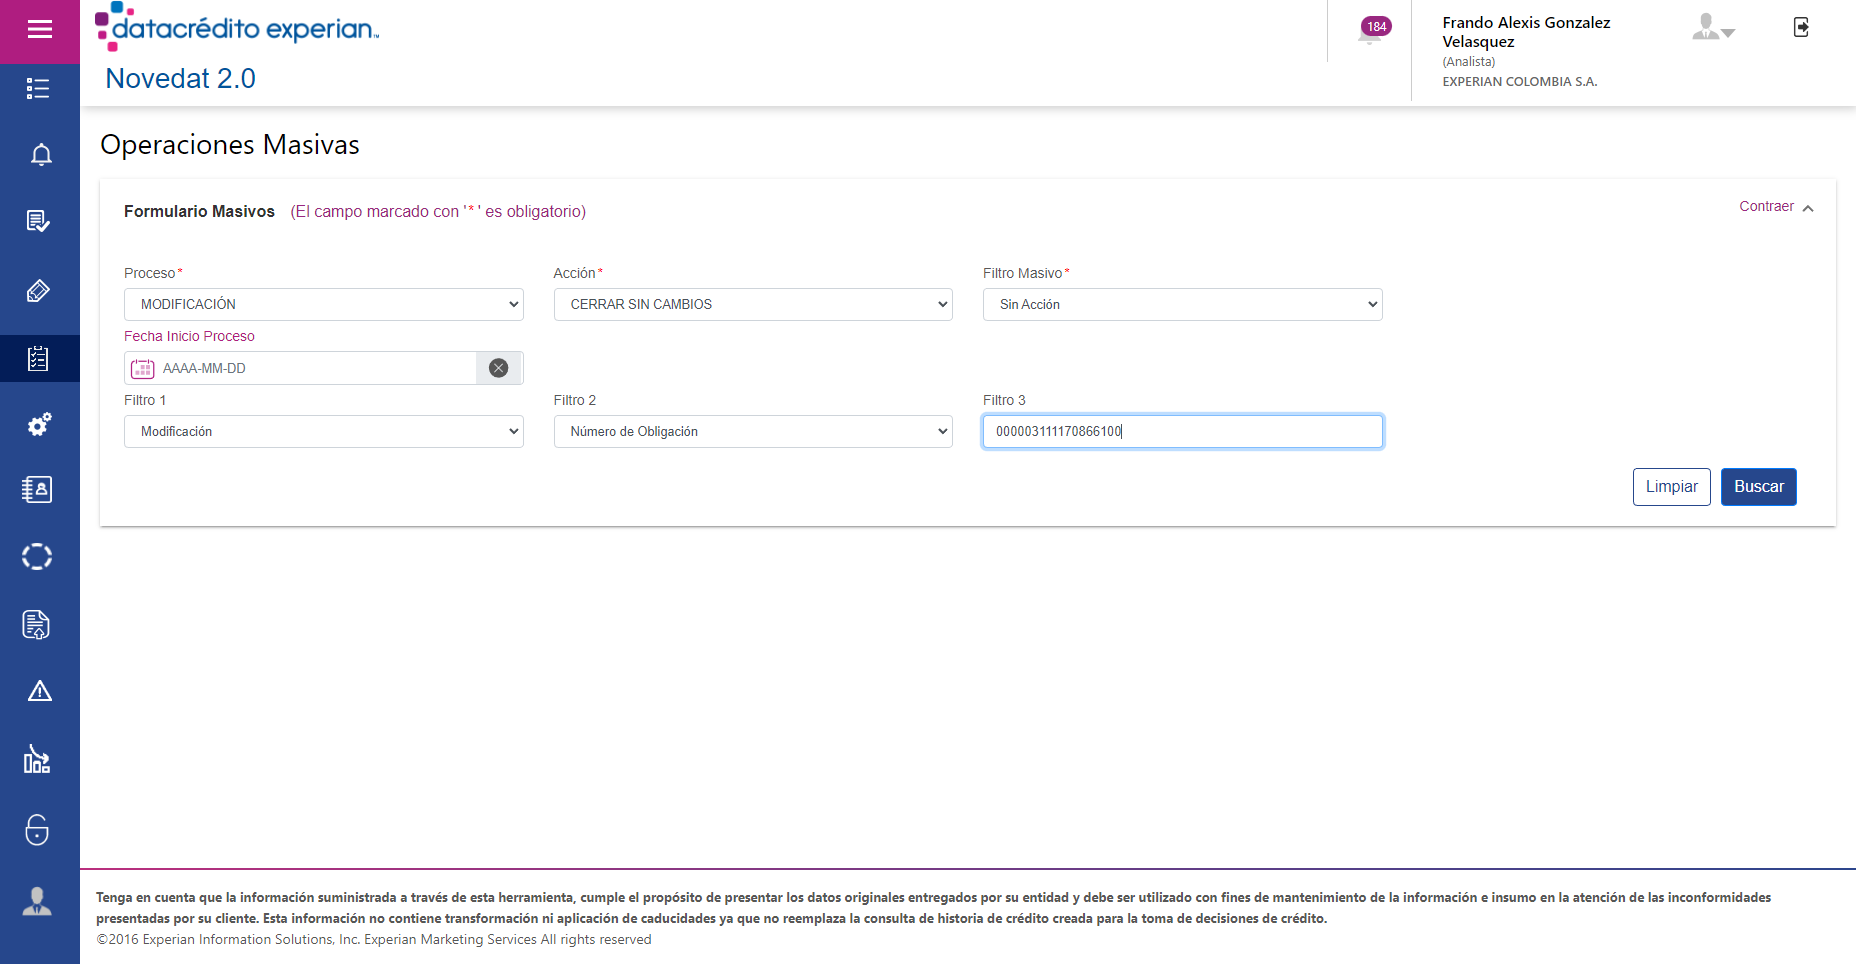 datacrédito experian™
Novedat 2.0
184
Frando Alexis Gonzalez
Velasquez
(Analista)
EXPERIAN COLOMBIA S.A.
Operaciones Masivas
Formulario Masivos (El campo marcado con '*' es obligatorio)
Contraer
Proceso* Acción* Filtro Masivo*
MODIFICACIÓN CERRAR SIN CAMBIOS Sin Acción
Fecha Inicio Proceso
AAAA-MM-DD
Filtro 1 Filtro 2 Filtro 3
Modificación Número de Obligación 000003111170866100
Limpiar Buscar
Tenga en cuenta que la información suministrada a través de esta herramienta, cumple el propósito de presentar los datos originales entregados por su entidad y debe ser utilizado con fines de mantenimiento de la información e insumo en la atención de las inconformidades
presentadas por su cliente. Esta información no contiene transformación ni aplicación de caducidades ya que no reemplaza la consulta de historia de crédito creada para la toma de decisiones de crédito.
©2016 Experian Information Solutions, Inc. Experian Marketing Services All rights reserved